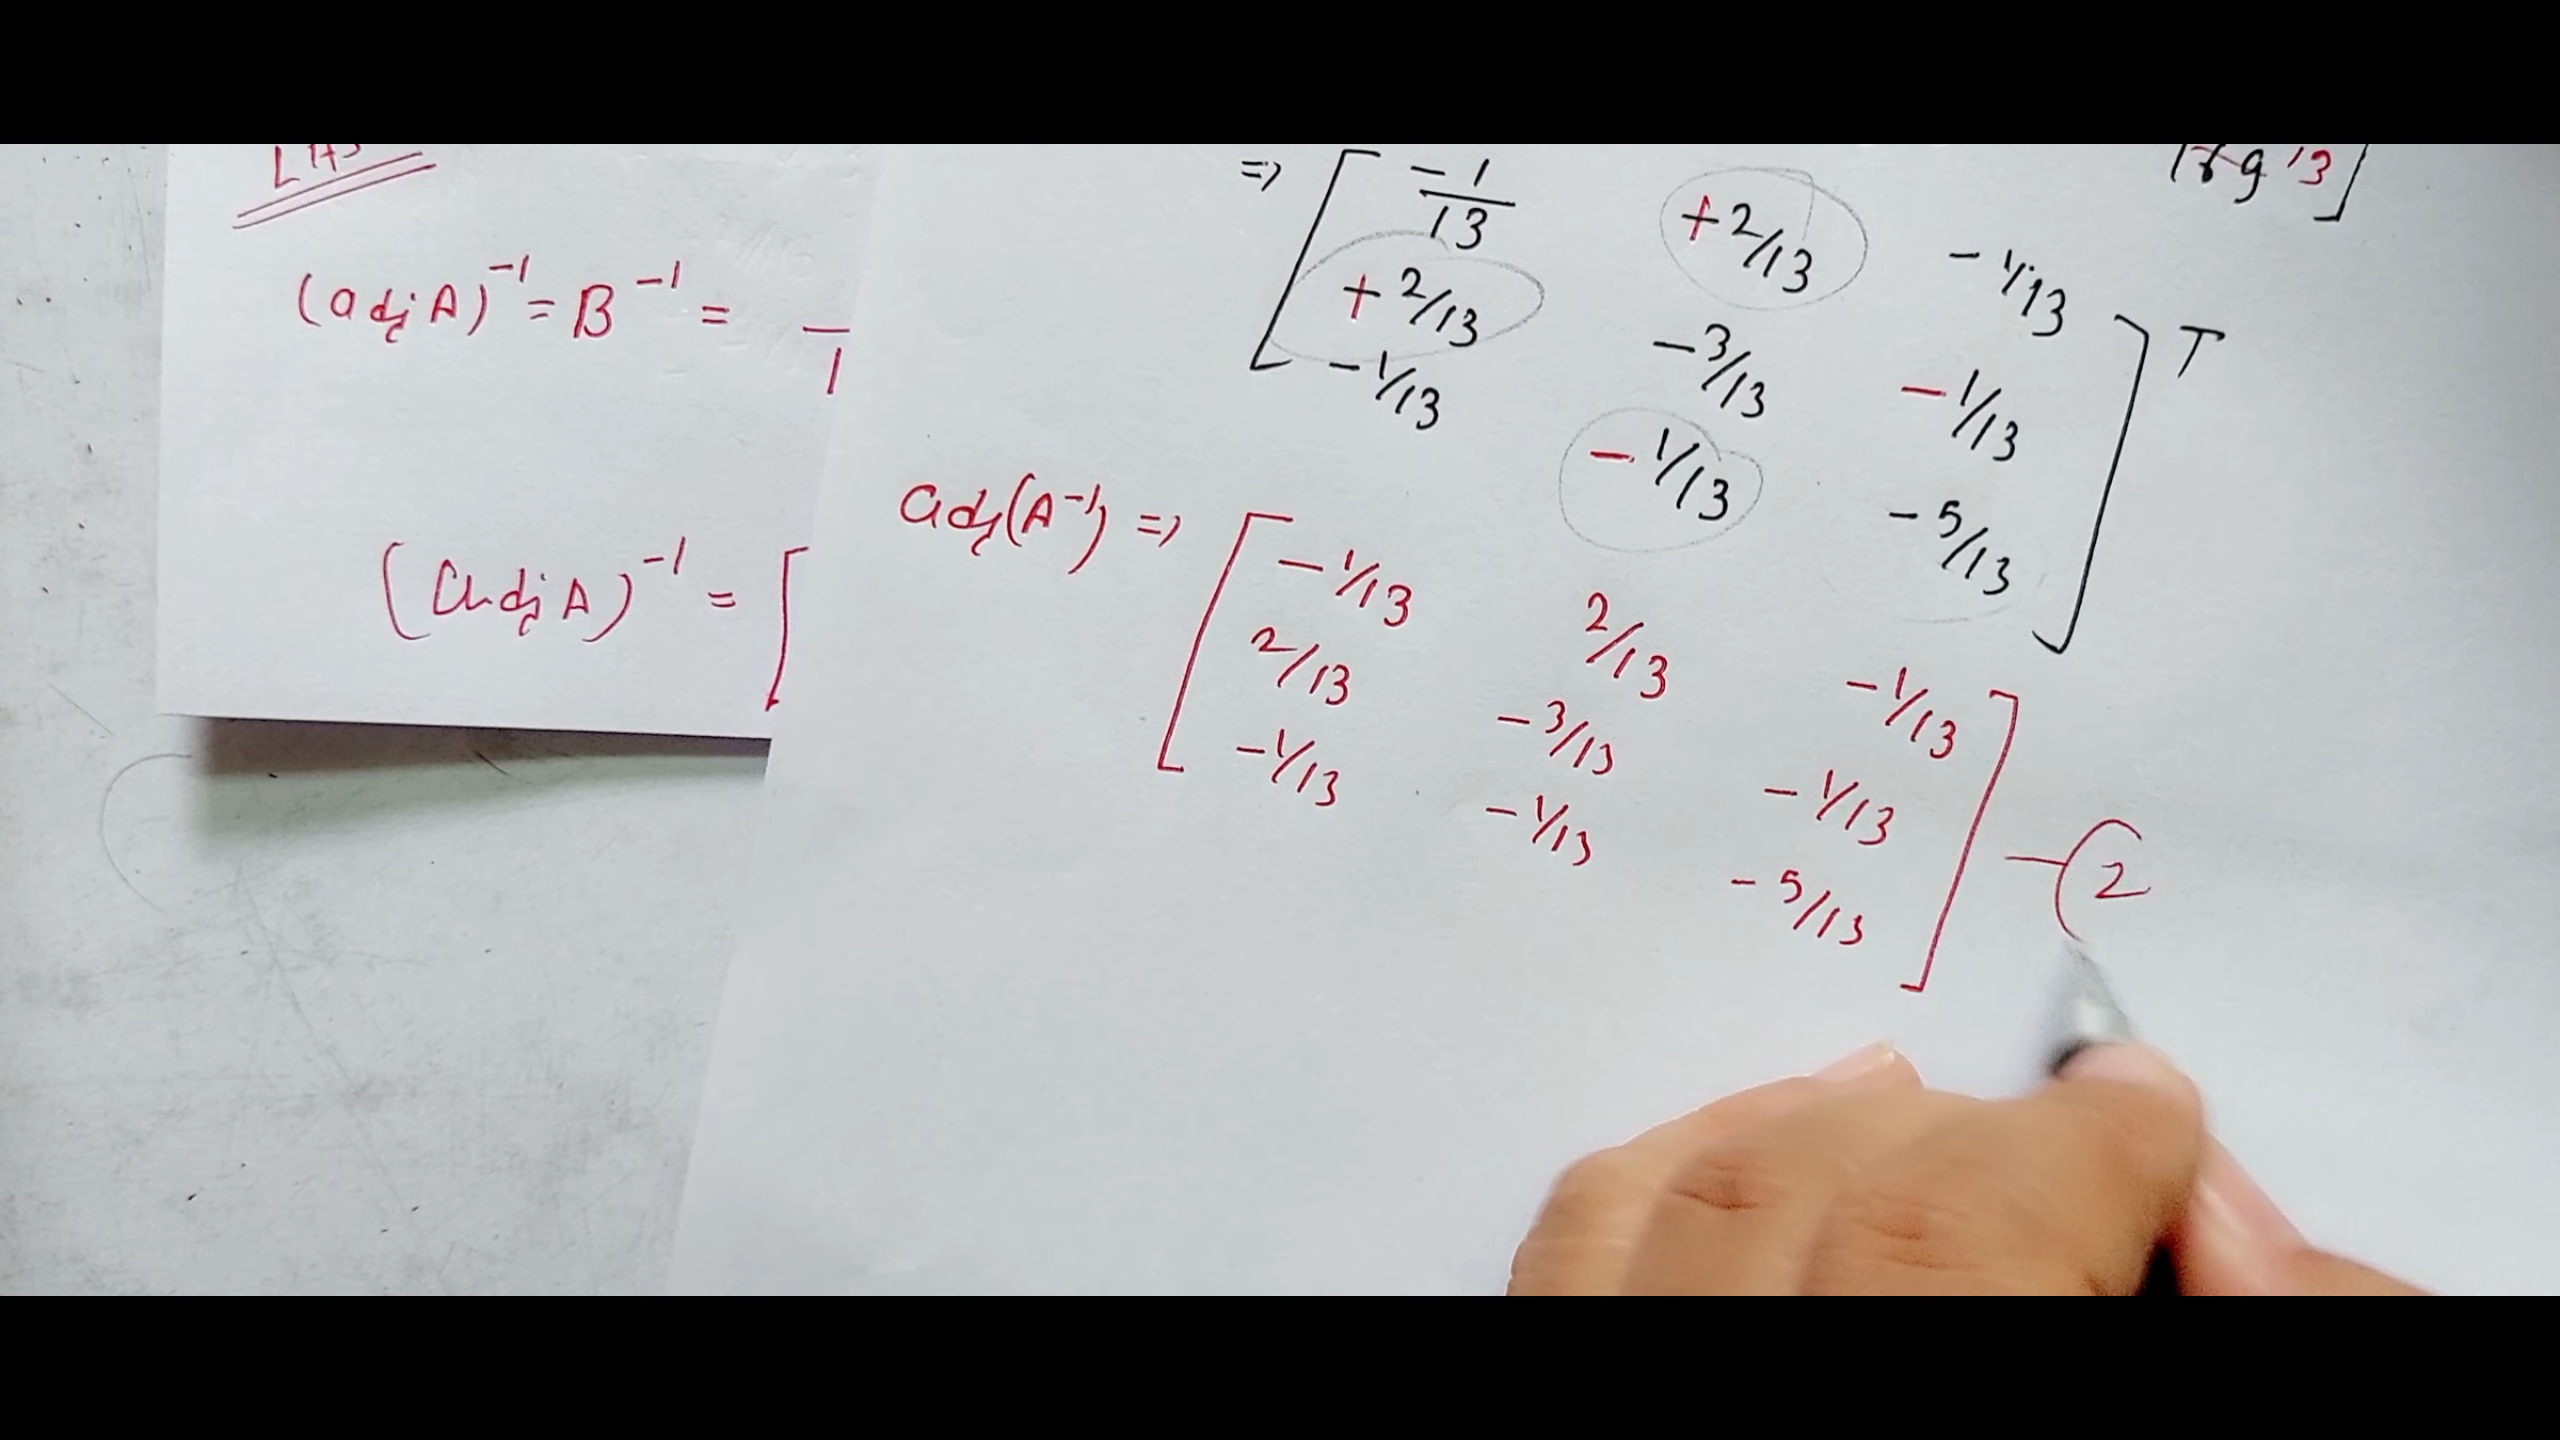 LHS
(adj A)⁻¹ = B⁻¹ =
1
(Adj A)⁻¹ = [
=> [ -1/13 +2/13 -1/13
+2/13 -3/13 -1/13
-1/13 -1/13 -5/13 ] T
adj(A⁻¹) => [ -1/13 2/13 -1/13
2/13 -3/13 -1/13
-1/13 -1/13 -5/13 ] — (2